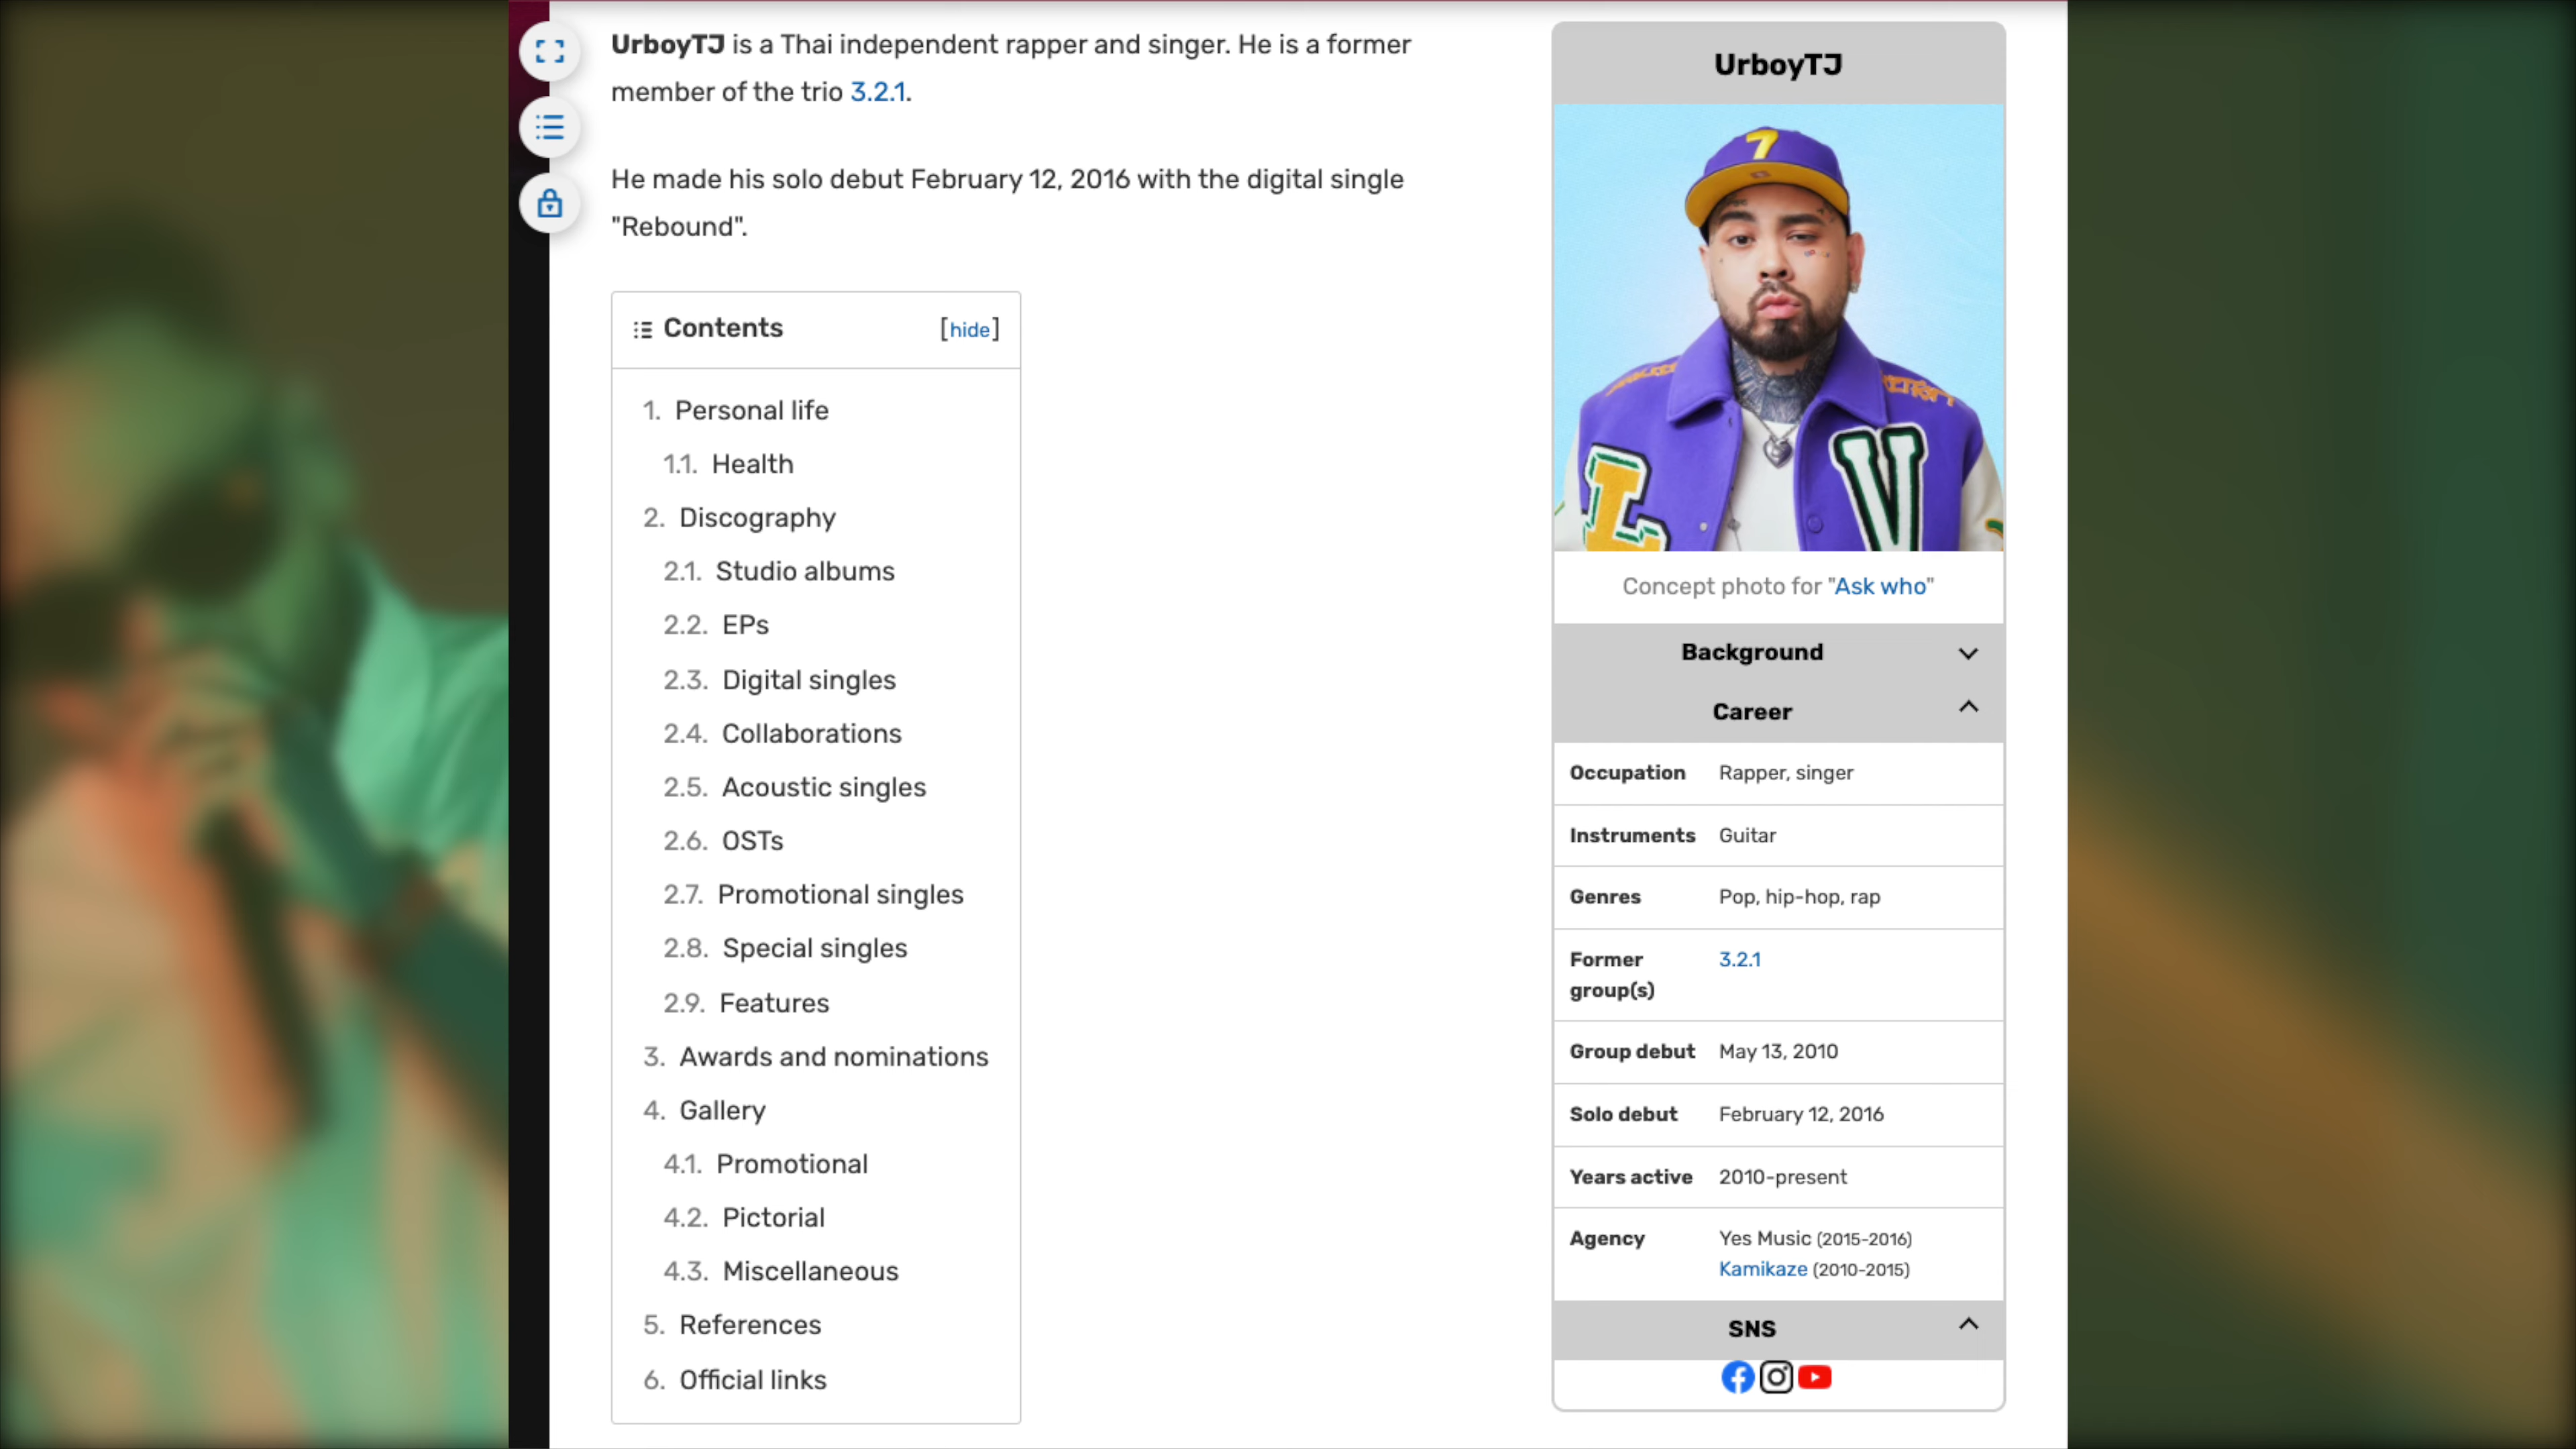 UrboyTJ is a Thai independent rapper and singer. He is a former
member of the trio 3.2.1.
He made his solo debut February 12, 2016 with the digital single
"Rebound".
Contents [hide]
1. Personal life
1.1. Health
2. Discography
2.1. Studio albums
2.2. EPs
2.3. Digital singles
2.4. Collaborations
2.5. Acoustic singles
2.6. OSTs
2.7. Promotional singles
2.8. Special singles
2.9. Features
3. Awards and nominations
4. Gallery
4.1. Promotional
4.2. Pictorial
4.3. Miscellaneous
5. References
6. Official links
UrboyTJ
7
L V
Concept photo for "Ask who"
Background
Career
Occupation Rapper, singer
Instruments Guitar
Genres Pop, hip-hop, rap
Former 3.2.1
group(s)
Group debut May 13, 2010
Solo debut February 12, 2016
Years active 2010-present
Agency Yes Music (2015-2016)
Kamikaze (2010-2015)
SNS